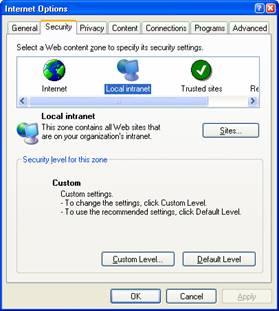 Internet Options
General Security Privacy Content Connections Programs Advanced
Select a Web content zone to specify its security settings.
Internet Local intranet Trusted sites Re
Local intranet
This zone contains all Web sites that
are on your organization's intranet.
Sites...
Security level for this zone
Custom
Custom settings.
- To change the settings, click Custom Level.
- To use the recommended settings, click Default Level.
Custom Level... Default Level
OK Cancel Apply